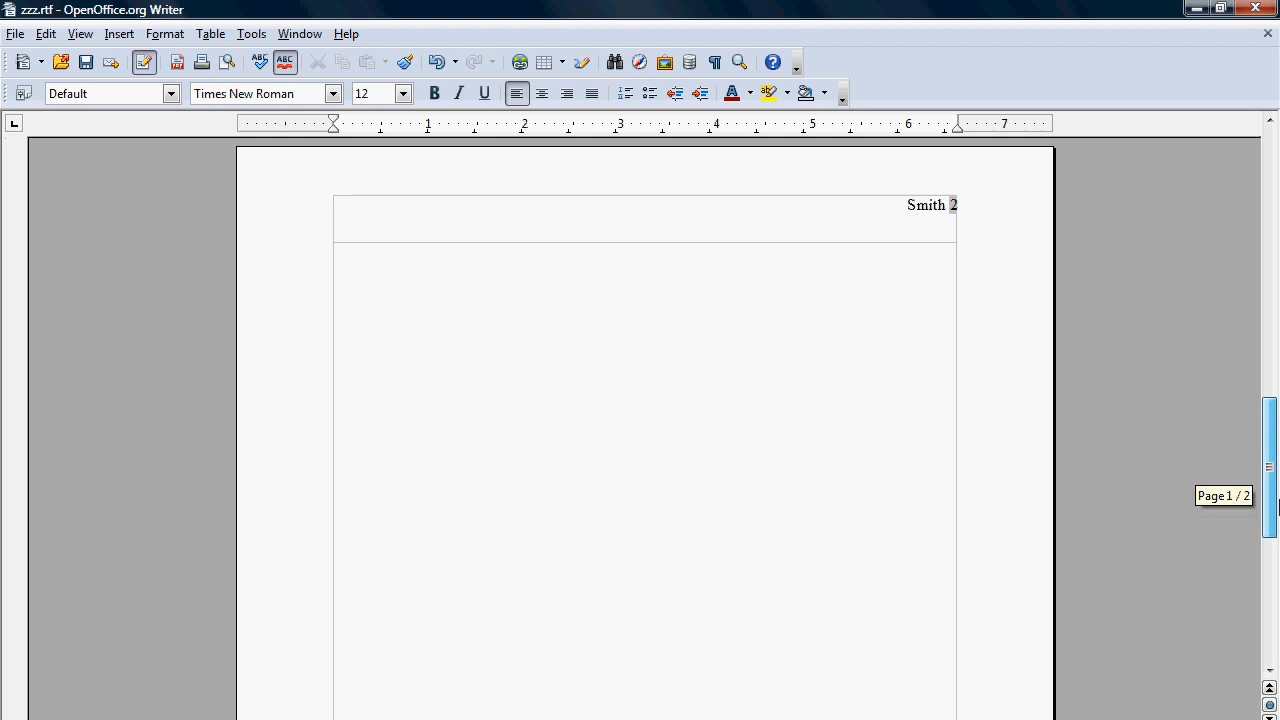 zzz.rtf - OpenOffice.org Writer
File Edit View Insert Format Table Tools Window Help
Default Times New Roman 12
1 2 3 4 5 6 7
Smith 2
Page 1 / 2